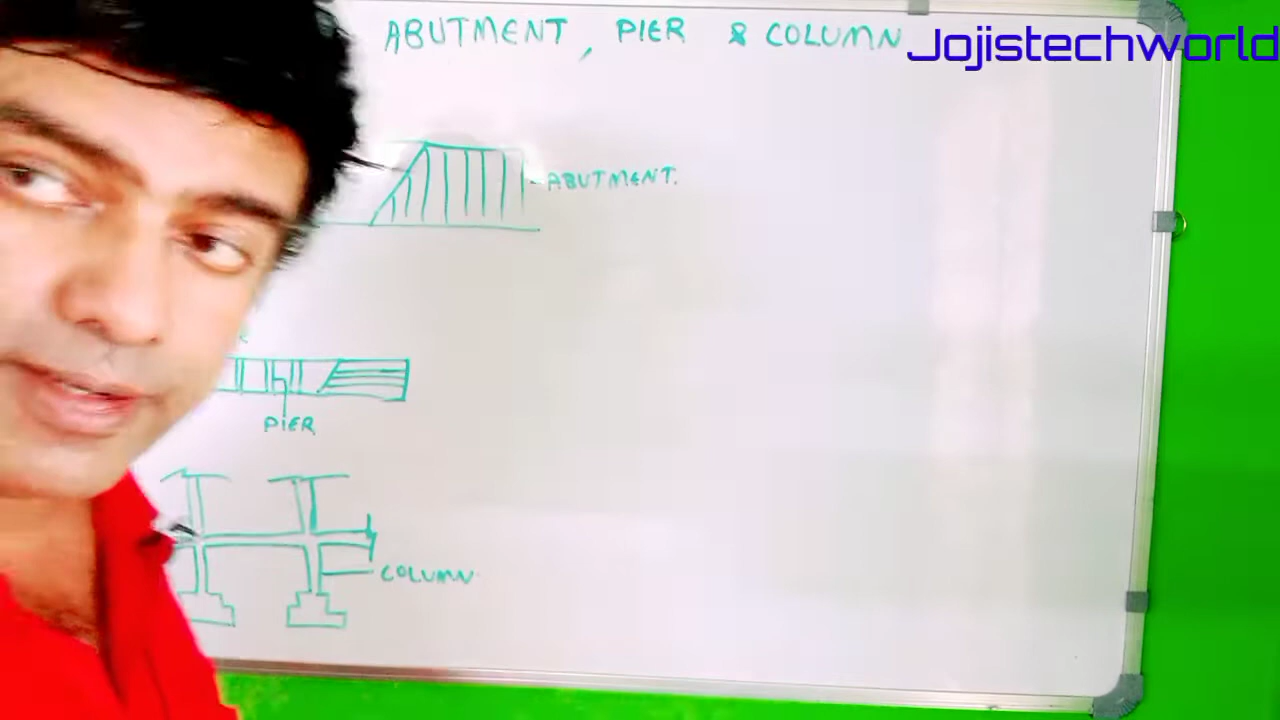 ABUTMENT, PIER & COLUMN
Jojistechworld
ABUTMENT.
PIER
COLUMN